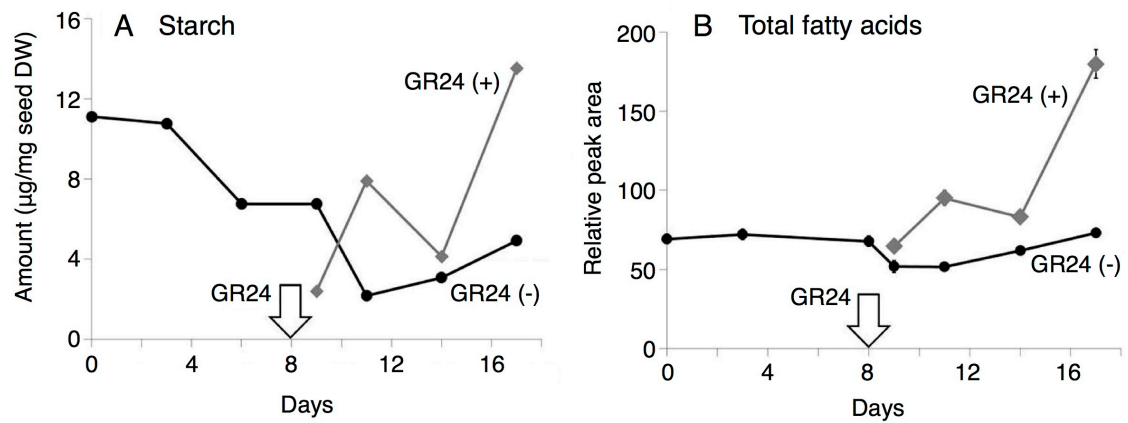 A Starch
Amount (µg/mg seed DW)
16
12
8
4
0
GR24 (+)
GR24
GR24 (-)
0 4 8 12 16
Days
B Total fatty acids
Relative peak area
200
150
100
50
0
GR24 (+)
GR24 (-)
GR24
0 4 8 12 16
Days